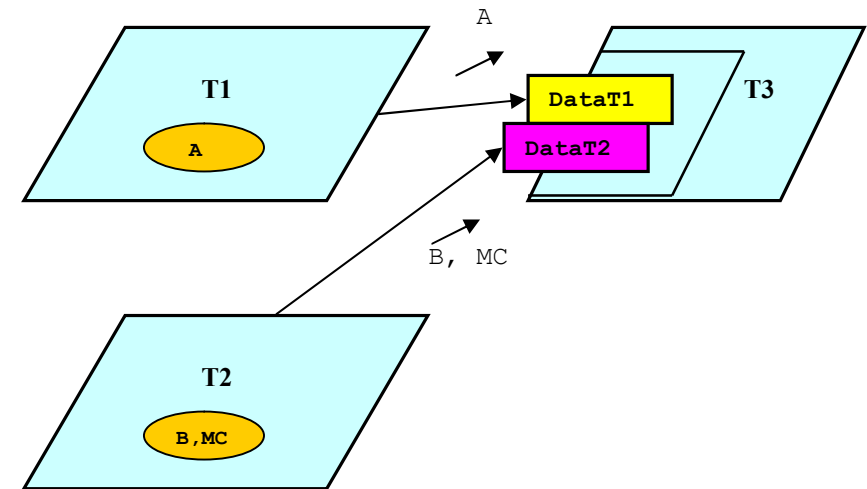 A
T1
A
DataT1
T3
DataT2
B, MC
T2
B,MC